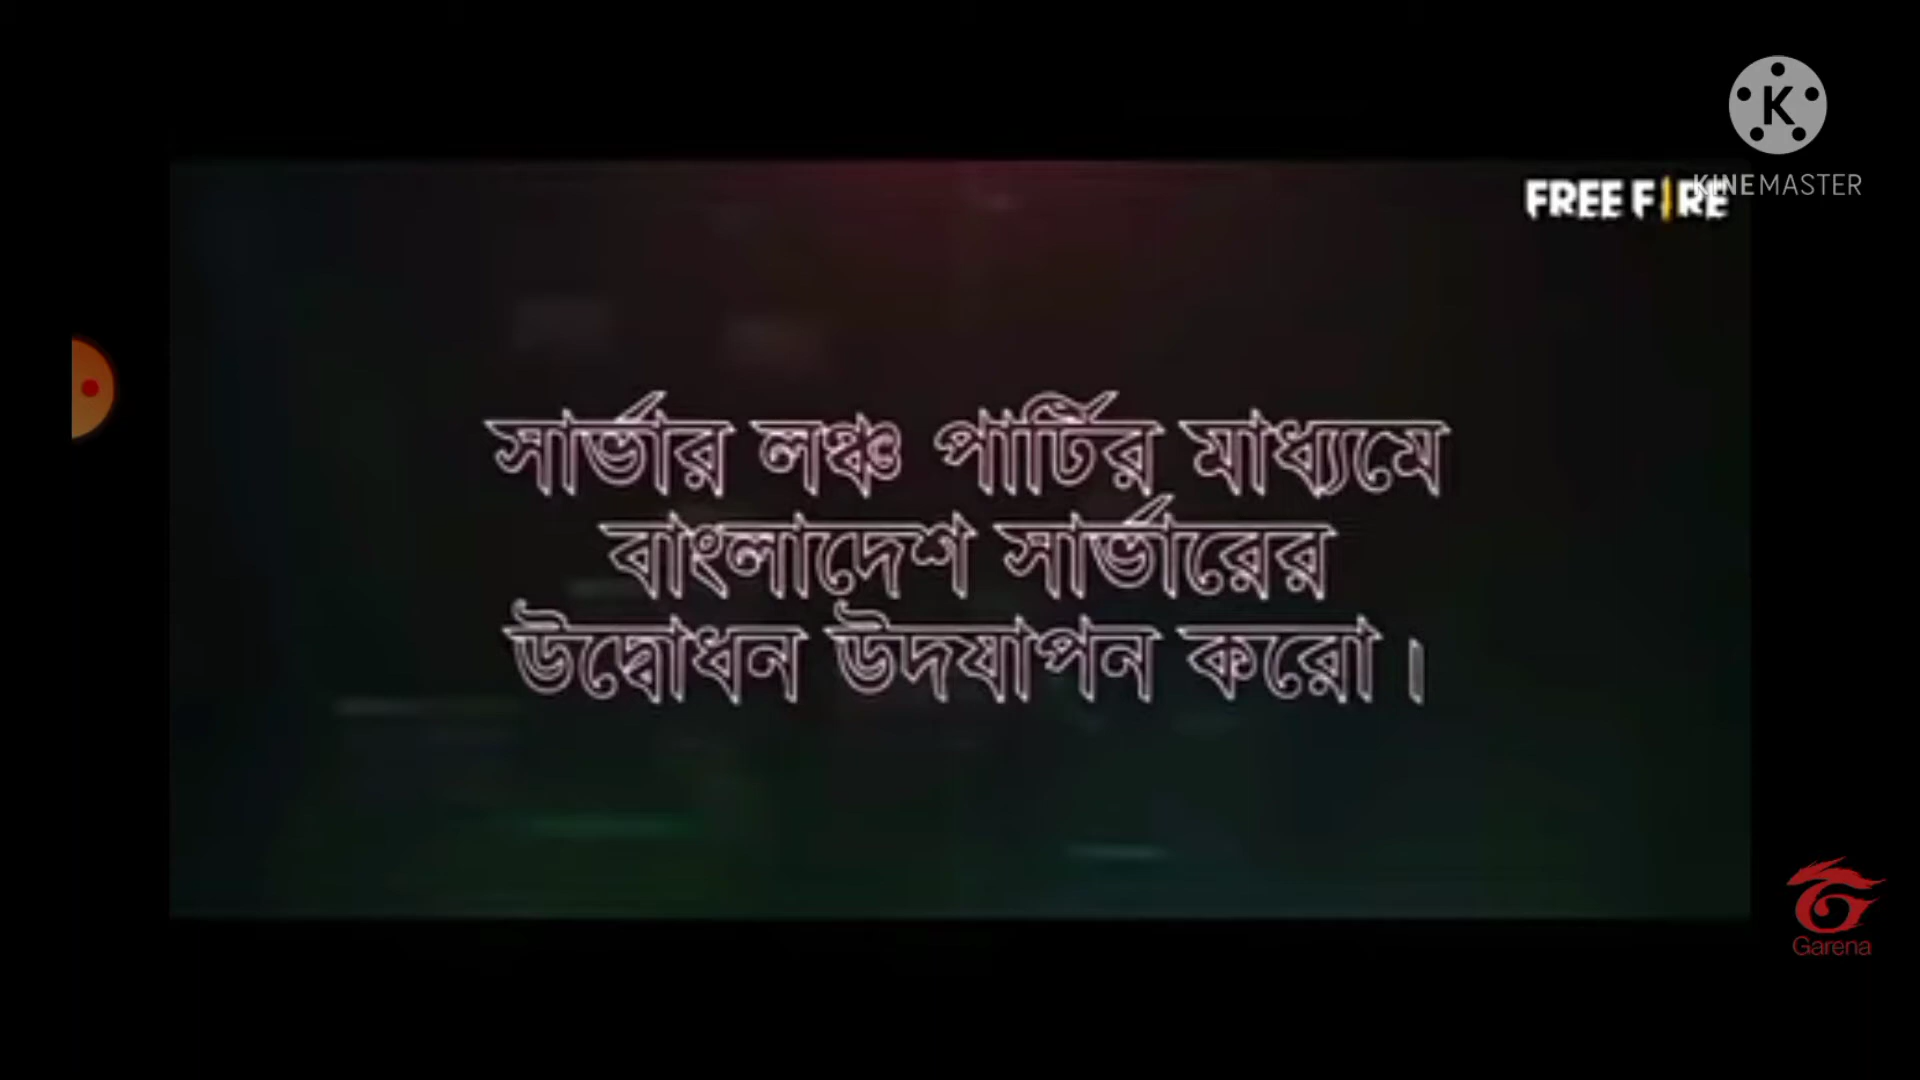 K
KINEMASTER
FREE FIRE
সার্ভার লঞ্চ পার্টির মাধ্যমে
বাংলাদেশ সার্ভারের
উদ্বোধন উদযাপন করো।
Garena